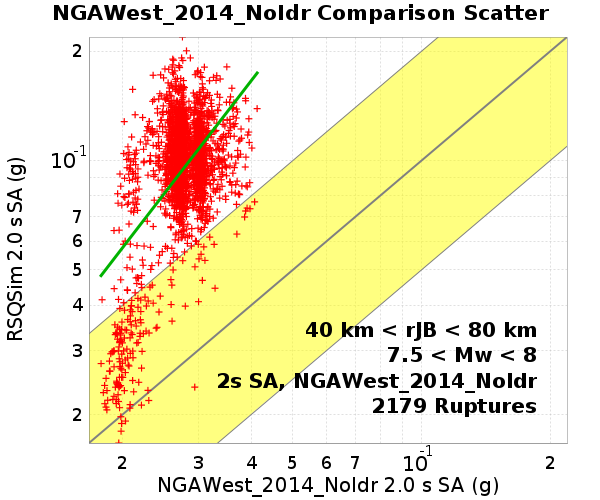 NGAWest_2014_NoIdr Comparison Scatter
RSQSim 2.0 s SA (g)
2
10^-1
7
6
5
4
3
2
40 km < rJB < 80 km
7.5 < Mw < 8
2s SA, NGAWest_2014_NoIdr
2179 Ruptures
2 3 4 5 6 7 10^-1 2
NGAWest_2014_NoIdr 2.0 s SA (g)